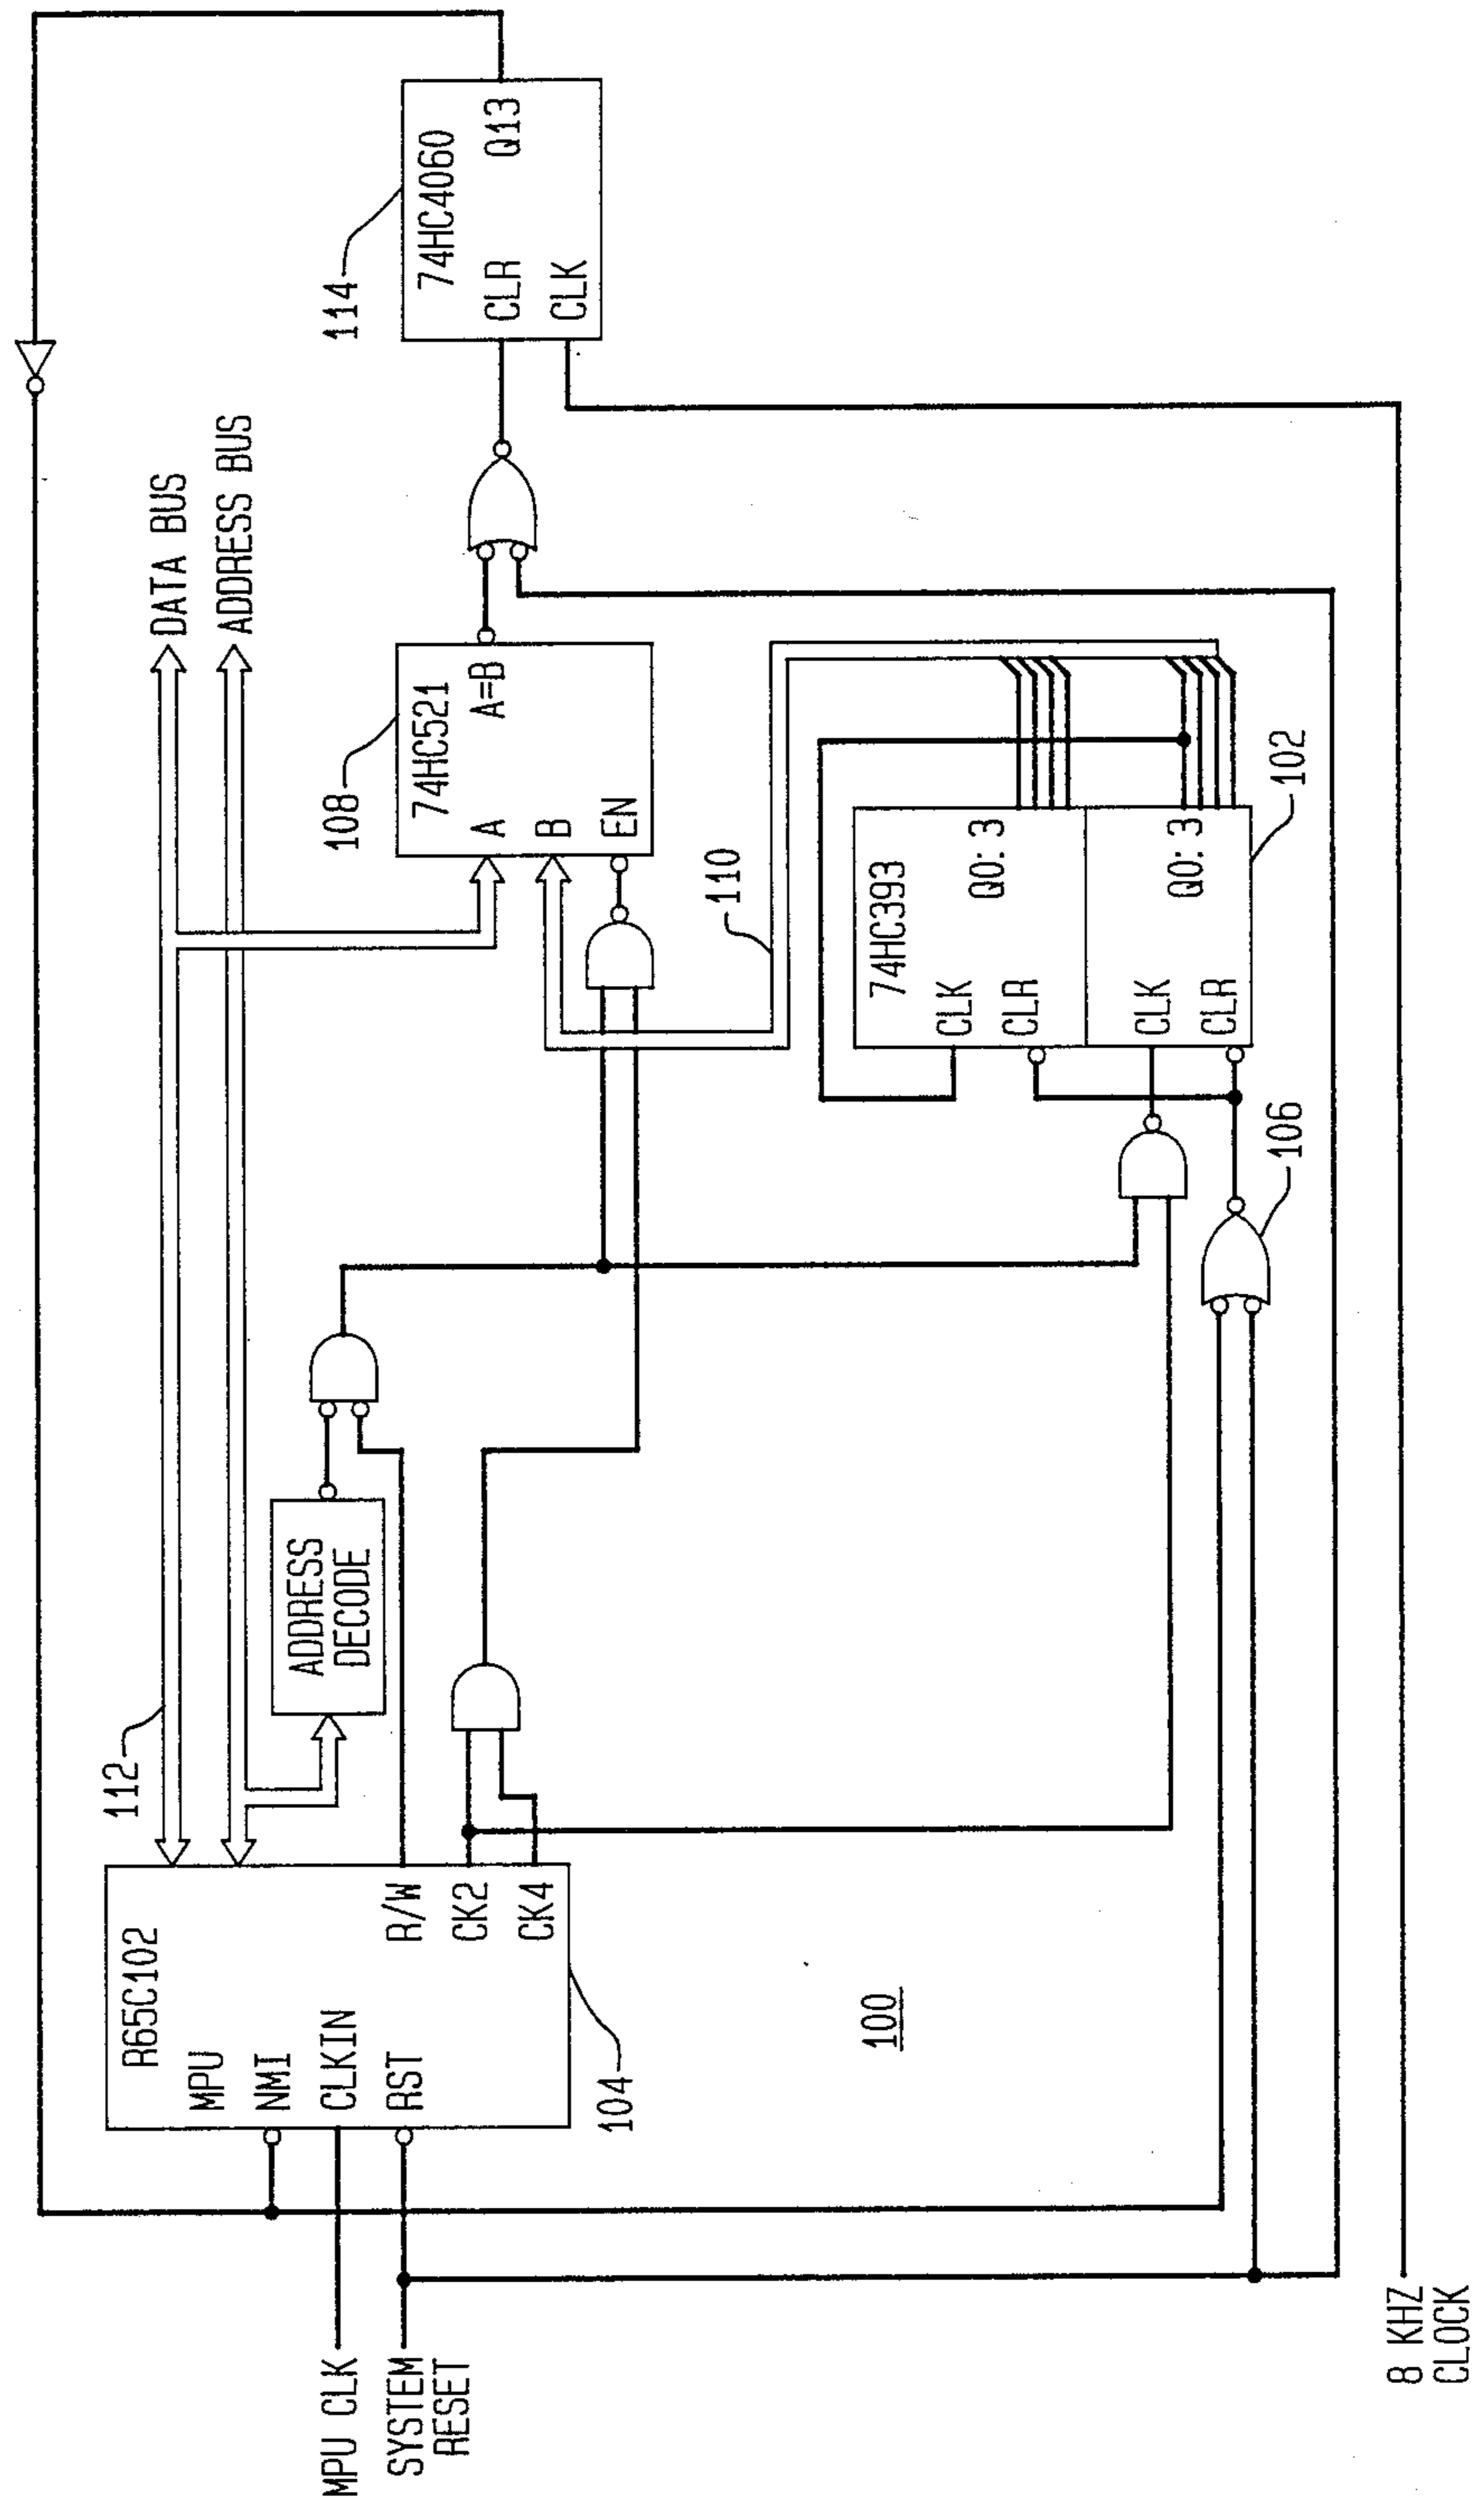 112
DATA BUS
ADDRESS BUS
R65C102
MPU
NMI
CLKIN
RST
R/W
CK2
CK4
104
ADDRESS
DECODE
108
74HC521
A
B
EN
A=B
114
74HC4060
CLR
CLK
Q13
110
74HC393
CLK
CLR
Q0: 3
CLK
CLR
Q0: 3
102
106
100
MPU CLK
SYSTEM
RESET
8 KHZ
CLOCK